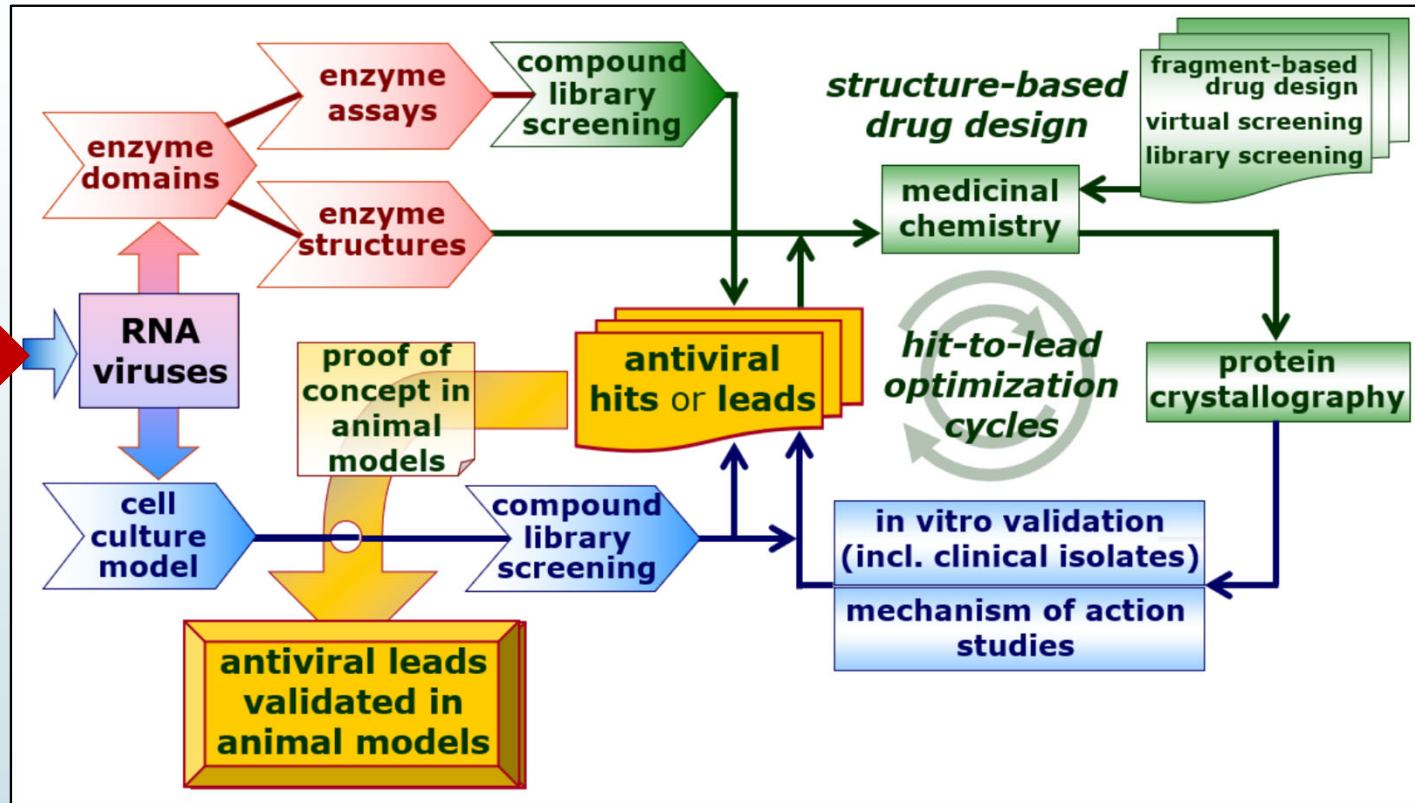 enzyme
assays
compound
library
screening
structure-based
drug design
fragment-based
drug design
virtual screening
library screening
enzyme
domains
enzyme
structures
medicinal
chemistry
RNA
viruses
proof of
concept in
animal
models
antiviral
hits or leads
hit-to-lead
optimization
cycles
protein
crystallography
cell
culture
model
compound
library
screening
in vitro validation
(incl. clinical isolates)
mechanism of action
studies
antiviral leads
validated in
animal models